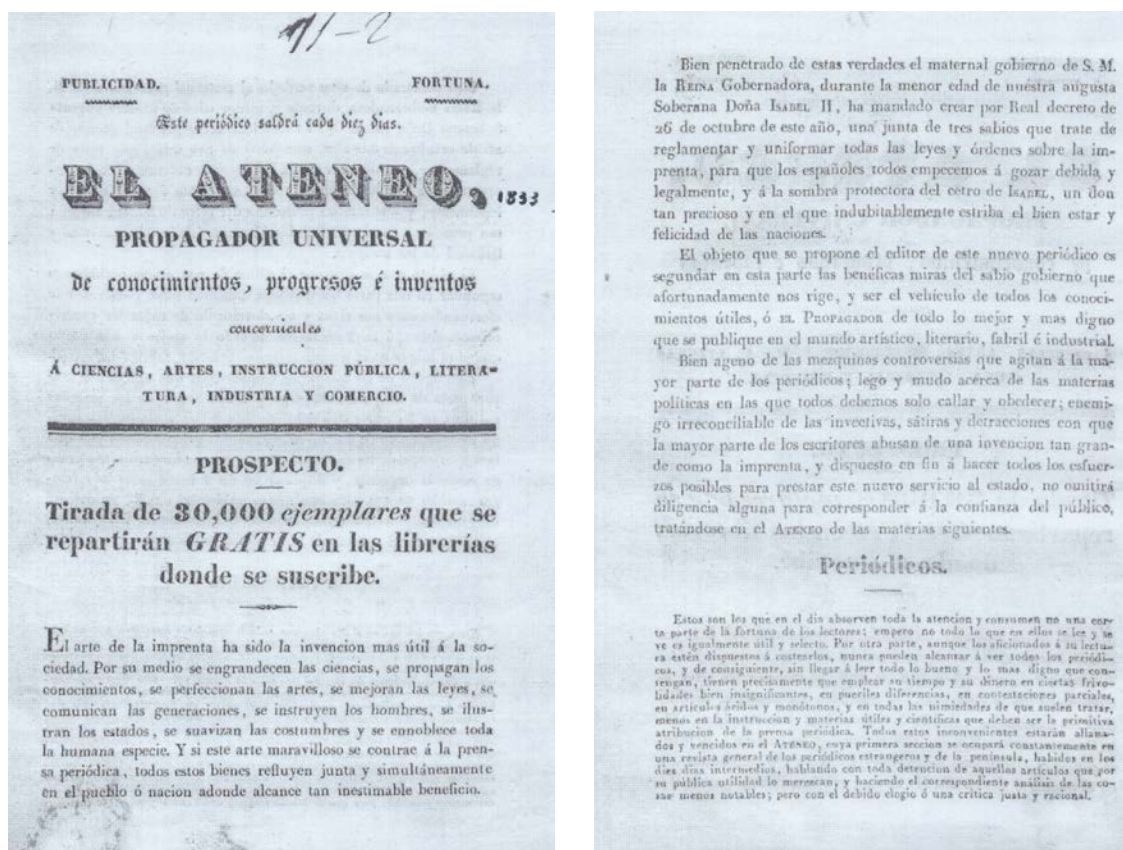 11-2
PUBLICIDAD.
FORTUNA.
Este periódico saldrá cada diez dias.
EL ATENEO, 1833
PROPAGADOR UNIVERSAL
de conocimientos, progresos é inventos
concernientes
Á CIENCIAS, ARTES, INSTRUCCION PÚBLICA, LITERA-
TURA, INDUSTRIA Y COMERCIO.
PROSPECTO.
Tirada de 30,000 ejemplares que se
repartirán GRATIS en las librerías
donde se suscribe.
El arte de la imprenta ha sido la invencion mas útil á la so-
ciedad. Por su medio se engrandecen las ciencias, se propagan los
conocimientos, se perfeccionan las artes, se mejoran las leyes, se
comunican las generaciones, se instruyen los hombres, se ilus-
tran los estados, se suavizan las costumbres y se ennoblece toda
la humana especie. Y si este arte maravilloso se contrae á la pren-
sa periódica, todos estos bienes refluyen junta y simultáneamente
en el pueblo ó nacion adonde alcance tan inestimable beneficio.
Bien penetrado de estas verdades el maternal gobierno de S. M.
la REINA Gobernadora, durante la menor edad de nuestra augusta
Soberana Doña ISABEL II, ha mandado crear por Real decreto de
26 de octubre de este año, una junta de tres sabios que trate de
reglamentar y uniformar todas las leyes y órdenes sobre la im-
prenta, para que los españoles todos empecemos á gozar debida y
legalmente, y á la sombra protectora del cetro de ISABEL, un don
tan precioso y en el que indubitablemente estriba el bien estar y
felicidad de las naciones.
El objeto que se propone el editor de este nuevo periódico es
segundar en esta parte las benéficas miras del sabio gobierno que
afortunadamente nos rige, y ser el vehículo de todos los conoci-
mientos útiles, ó EL PROPAGADOR de todo lo mejor y mas digno
que se publique en el mundo artístico, literario, fabril é industrial.
Bien ageno de las mezquinas controversias que agitan á la ma-
yor parte de los periódicos; lego y mudo acerca de las materias
políticas en las que todos debemos solo callar y obedecer; enemi-
go irreconciliable de las invectivas, sátiras y detracciones con que
la mayor parte de los escritores abusan de una invencion tan gran-
de como la imprenta, y dispuesto en fin á hacer todos los esfuer-
zos posibles para prestar este nuevo servicio al estado, no omitirá
diligencia alguna para corresponder á la confianza del público,
tratándose en el ATENEO de las materias siguientes.
Periódicos.
Estos son los que en el dia absorven toda la atencion y consumen no una cor-
ta parte de la fortuna de los lectores; empero no todo lo que en ellos se lee y se
ve es igualmente útil y selecto. Por otra parte, aunque los aficionados á su lectu-
ra estén dispuestos á costearlos, nunca pueden alcanzar á ver todos los periódi-
cos, y de consiguiente, sin llegar á leer todo lo bueno y lo mas digno que con-
tengan, tienen precisamente que emplear su tiempo y su dinero en ciertas frivo-
lidades bien insignificantes, en pueriles diferencias, en contestaciones parciales,
en artículos áridos y monótonos, y en todas las nimiedades de que suelen tratar,
menos en la instruccion y materias útiles y científicas que deben ser la primitiva
atribucion de la prensa periódica. Todos estos inconvenientes estarán allana-
dos y vencidos en el ATENEO, cuya primera seccion se ocupará constantemente en
una revista general de los periódicos estrangeros y de la península, habidos en los
diez dias intermedios, hablando con toda detencion de aquellos artículos que por
su pública utilidad lo merezcan, y haciendo el correspondiente análisis de las co-
sas menos notables; pero con el debido elogio ó una crítica justa y racional.